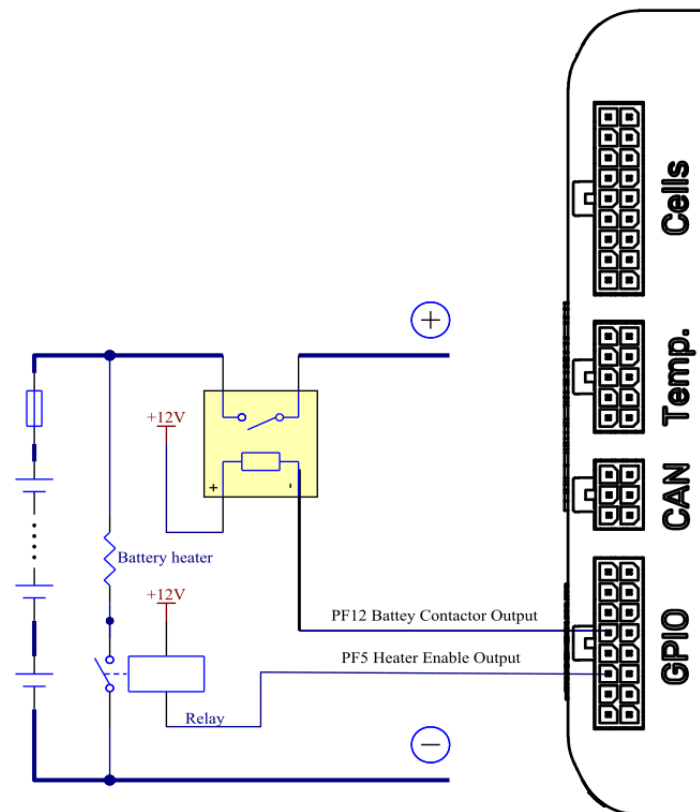 Cells
+
Temp.
+12V
+ -
CAN
Battery heater
+12V
PF12 Battey Contactor Output
PF5 Heater Enable Output
GPIO
Relay
−